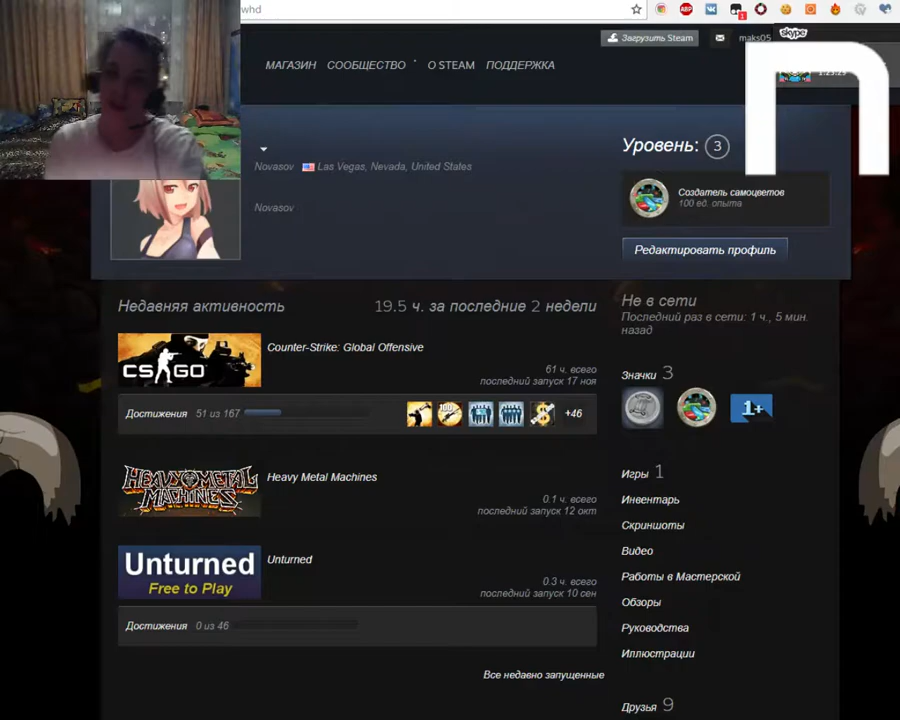 whd
Загрузить Steam
maks05
skype
МАГАЗИН СООБЩЕСТВО О STEAM ПОДДЕРЖКА
Novasov Las Vegas, Nevada, United States
Novasov
Уровень: 3
Создатель самоцветов
100 ед. опыта
Редактировать профиль
Недавняя активность 19.5 ч. за последние 2 недели
CS GO
Counter-Strike: Global Offensive
61 ч. всего
последний запуск 17 ноя
Достижения 51 из 167
100
+46
HEAVY METAL
MACHINES
Heavy Metal Machines
0.1 ч. всего
последний запуск 12 окт
Unturned
Free to Play
Unturned
0.3 ч. всего
последний запуск 10 сен
Достижения 0 из 46
Все недавно запущенные
Не в сети
Последний раз в сети: 1 ч., 5 мин.
назад
Значки 3
1+
Игры 1
Инвентарь
Скриншоты
Видео
Работы в Мастерской
Обзоры
Руководства
Иллюстрации
Друзья 9